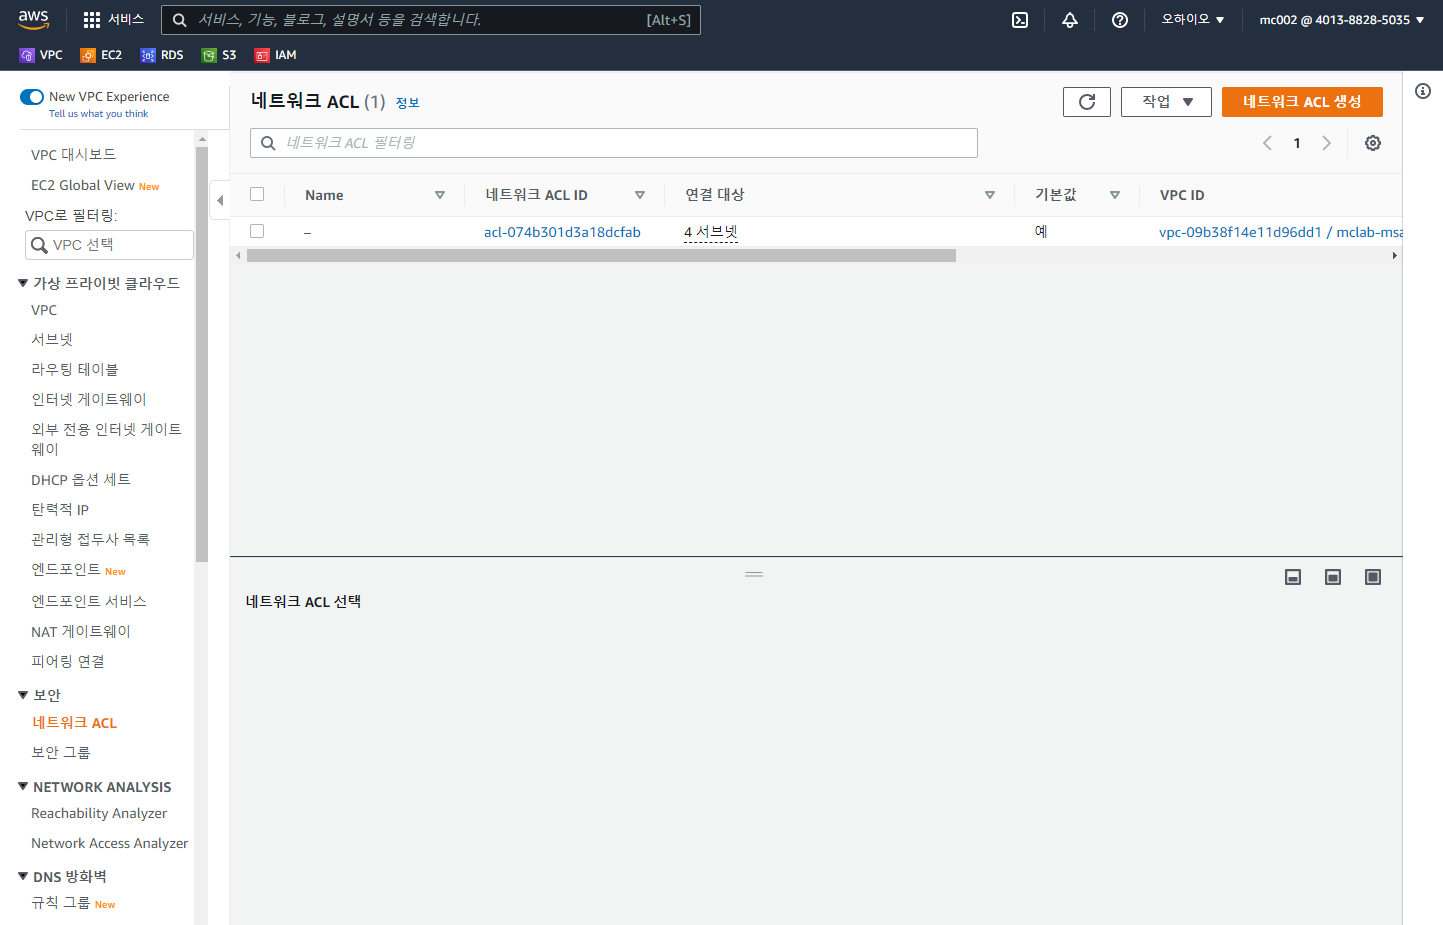 aws
서비스
서비스, 기능, 블로그, 설명서 등을 검색합니다.
[Alt+S]
오하이오
mc002 @ 4013-8828-5035
VPC
EC2
RDS
S3
IAM
New VPC Experience
Tell us what you think
VPC 대시보드
EC2 Global View New
VPC로 필터링:
VPC 선택
가상 프라이빗 클라우드
VPC
서브넷
라우팅 테이블
인터넷 게이트웨이
외부 전용 인터넷 게이트
웨이
DHCP 옵션 세트
탄력적 IP
관리형 접두사 목록
엔드포인트 New
엔드포인트 서비스
NAT 게이트웨이
피어링 연결
보안
네트워크 ACL
보안 그룹
NETWORK ANALYSIS
Reachability Analyzer
Network Access Analyzer
DNS 방화벽
규칙 그룹 New
네트워크 ACL (1) 정보
작업
네트워크 ACL 생성
네트워크 ACL 필터링
1
Name
네트워크 ACL ID
연결 대상
기본값
VPC ID
–
acl-074b301d3a18dcfab
4 서브넷
예
vpc-09b38f14e11d96dd1 / mclab-msa
네트워크 ACL 선택